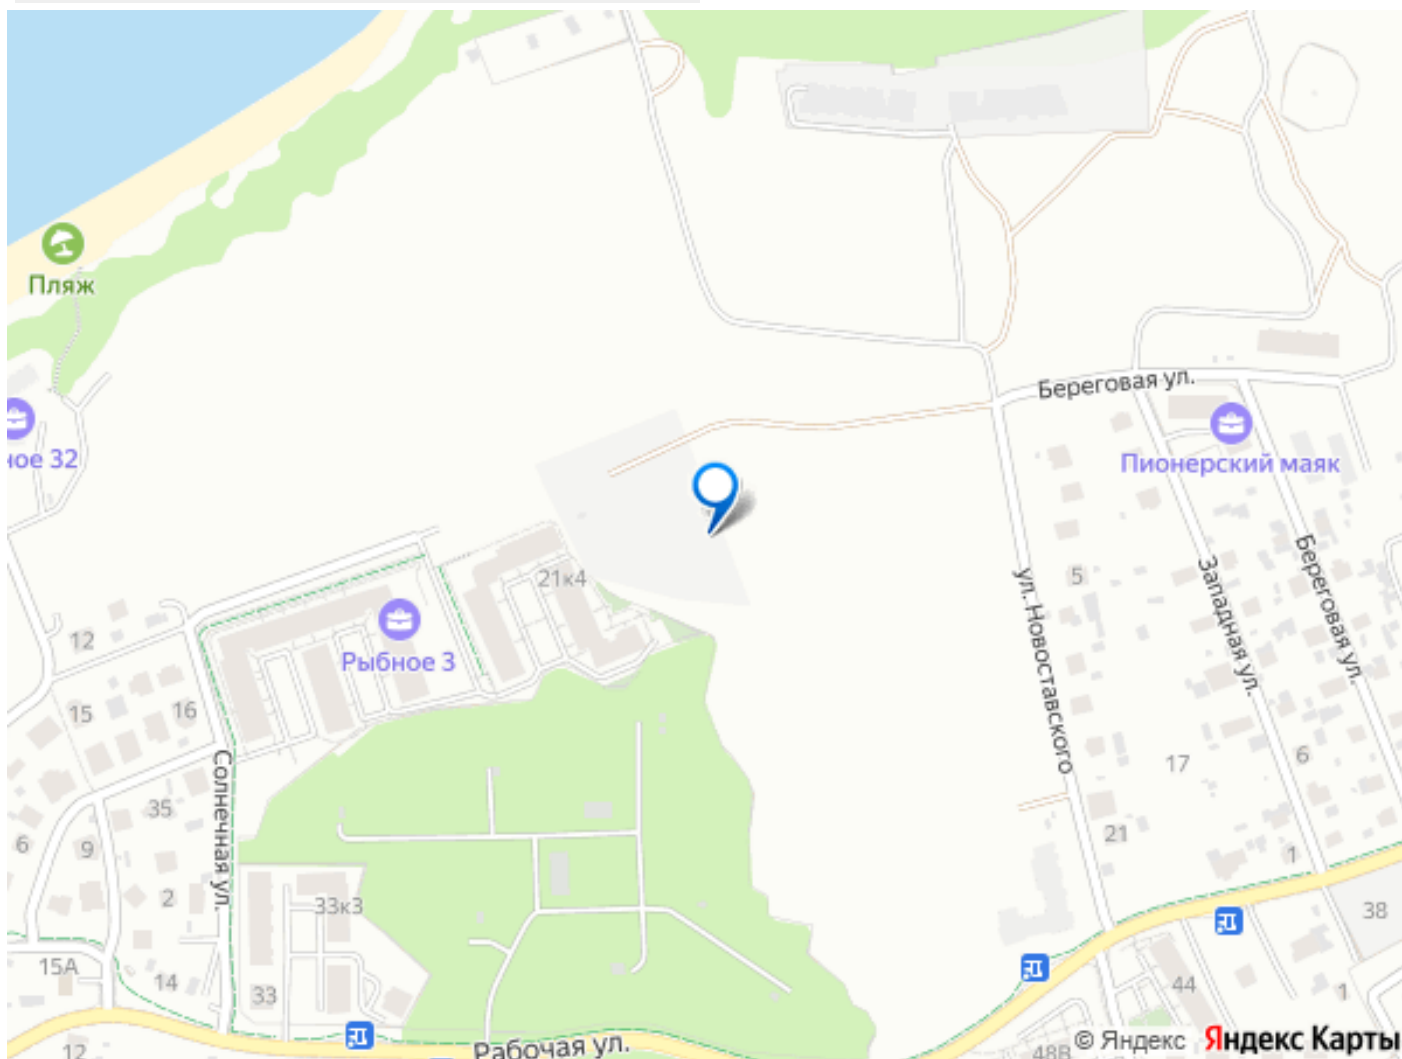 Пляж
Береговая ул.
ное 32
Пионерский маяк
21к4
5
ул. Новоставского
Западная ул.
Береговая ул.
12
Рыбное 3
15
16
Солнечная ул.
17
6
35
21
6
9
1
2
33к3
38
15А
14
33
44
1
12
Рабочая ул.
48В
© Яндекс
Яндекс Карты